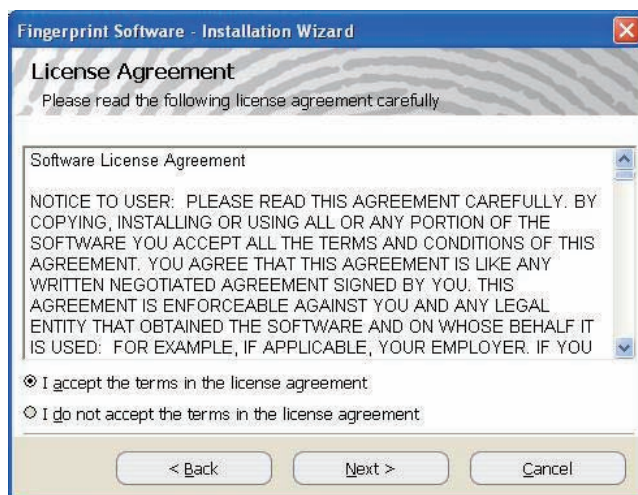 Fingerprint Software - Installation Wizard
License Agreement
Please read the following license agreement carefully
Software License Agreement
NOTICE TO USER: PLEASE READ THIS AGREEMENT CAREFULLY. BY
COPYING, INSTALLING OR USING ALL OR ANY PORTION OF THE
SOFTWARE YOU ACCEPT ALL THE TERMS AND CONDITIONS OF THIS
AGREEMENT. YOU AGREE THAT THIS AGREEMENT IS LIKE ANY
WRITTEN NEGOTIATED AGREEMENT SIGNED BY YOU. THIS
AGREEMENT IS ENFORCEABLE AGAINST YOU AND ANY LEGAL
ENTITY THAT OBTAINED THE SOFTWARE AND ON WHOSE BEHALF IT
IS USED: FOR EXAMPLE, IF APPLICABLE, YOUR EMPLOYER. IF YOU
I accept the terms in the license agreement
I do not accept the terms in the license agreement
< Back
Next >
Cancel